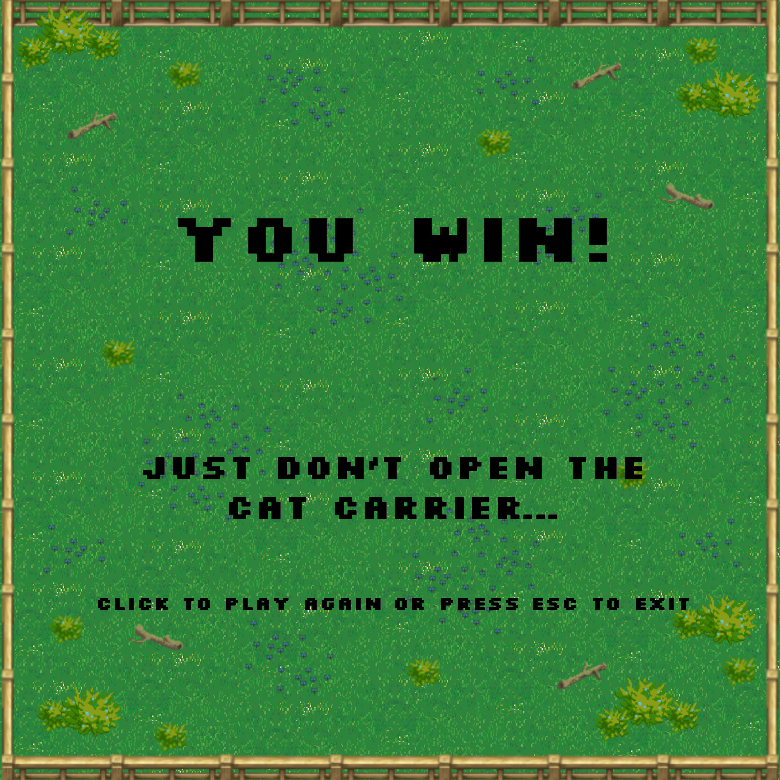 YOU WIN!
JUST DON'T OPEN THE
CAT CARRIER...
CLICK TO PLAY AGAIN OR PRESS ESC TO EXIT